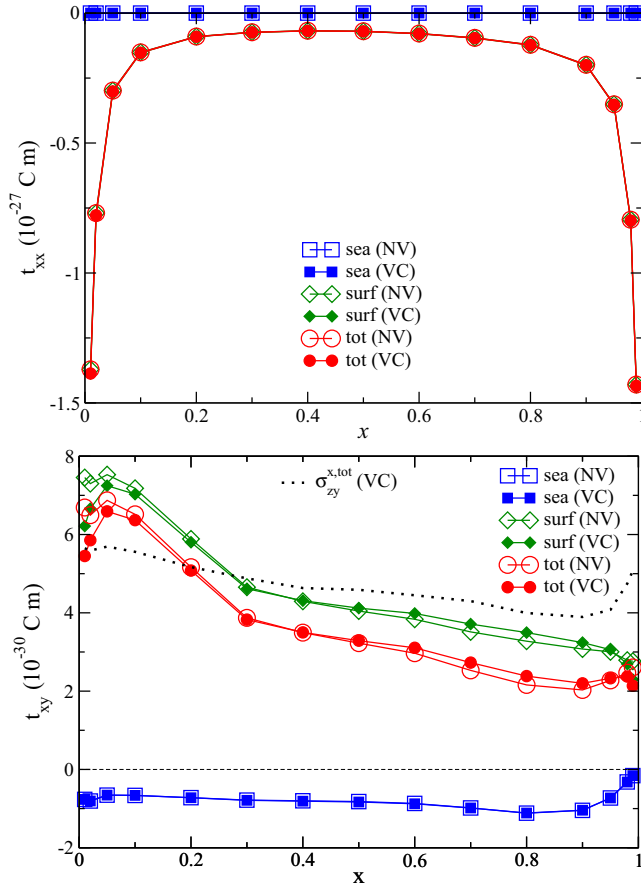 0
-0.5
-1
-1.5
t_xx (10^-27 C m)
sea (NV)
sea (VC)
surf (NV)
surf (VC)
tot (NV)
tot (VC)
0 0.2 0.4 0.6 0.8 1
x
8
6
4
2
0
-2
t_xy (10^-30 C m)
σ_zy^x,tot (VC)
sea (NV)
sea (VC)
surf (NV)
surf (VC)
tot (NV)
tot (VC)
0 0.2 0.4 0.6 0.8 1
x